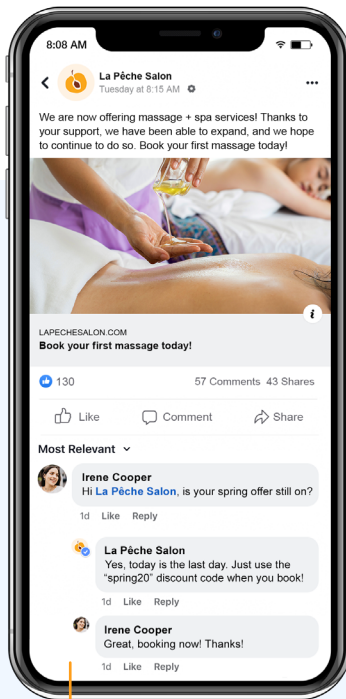 8:08 AM
La Pêche Salon
Tuesday at 8:15 AM
We are now offering massage + spa services! Thanks to
your support, we have been able to expand, and we hope
to continue to do so. Book your first massage today!
i
LAPECHESALON.COM
Book your first massage today!
130
57 Comments 43 Shares
Like Comment Share
Most Relevant
Irene Cooper
Hi La Pêche Salon, is your spring offer still on?
1d Like Reply
La Pêche Salon
Yes, today is the last day. Just use the
“spring20” discount code when you book!
1d Like Reply
Irene Cooper
Great, booking now! Thanks!
1d Like Reply